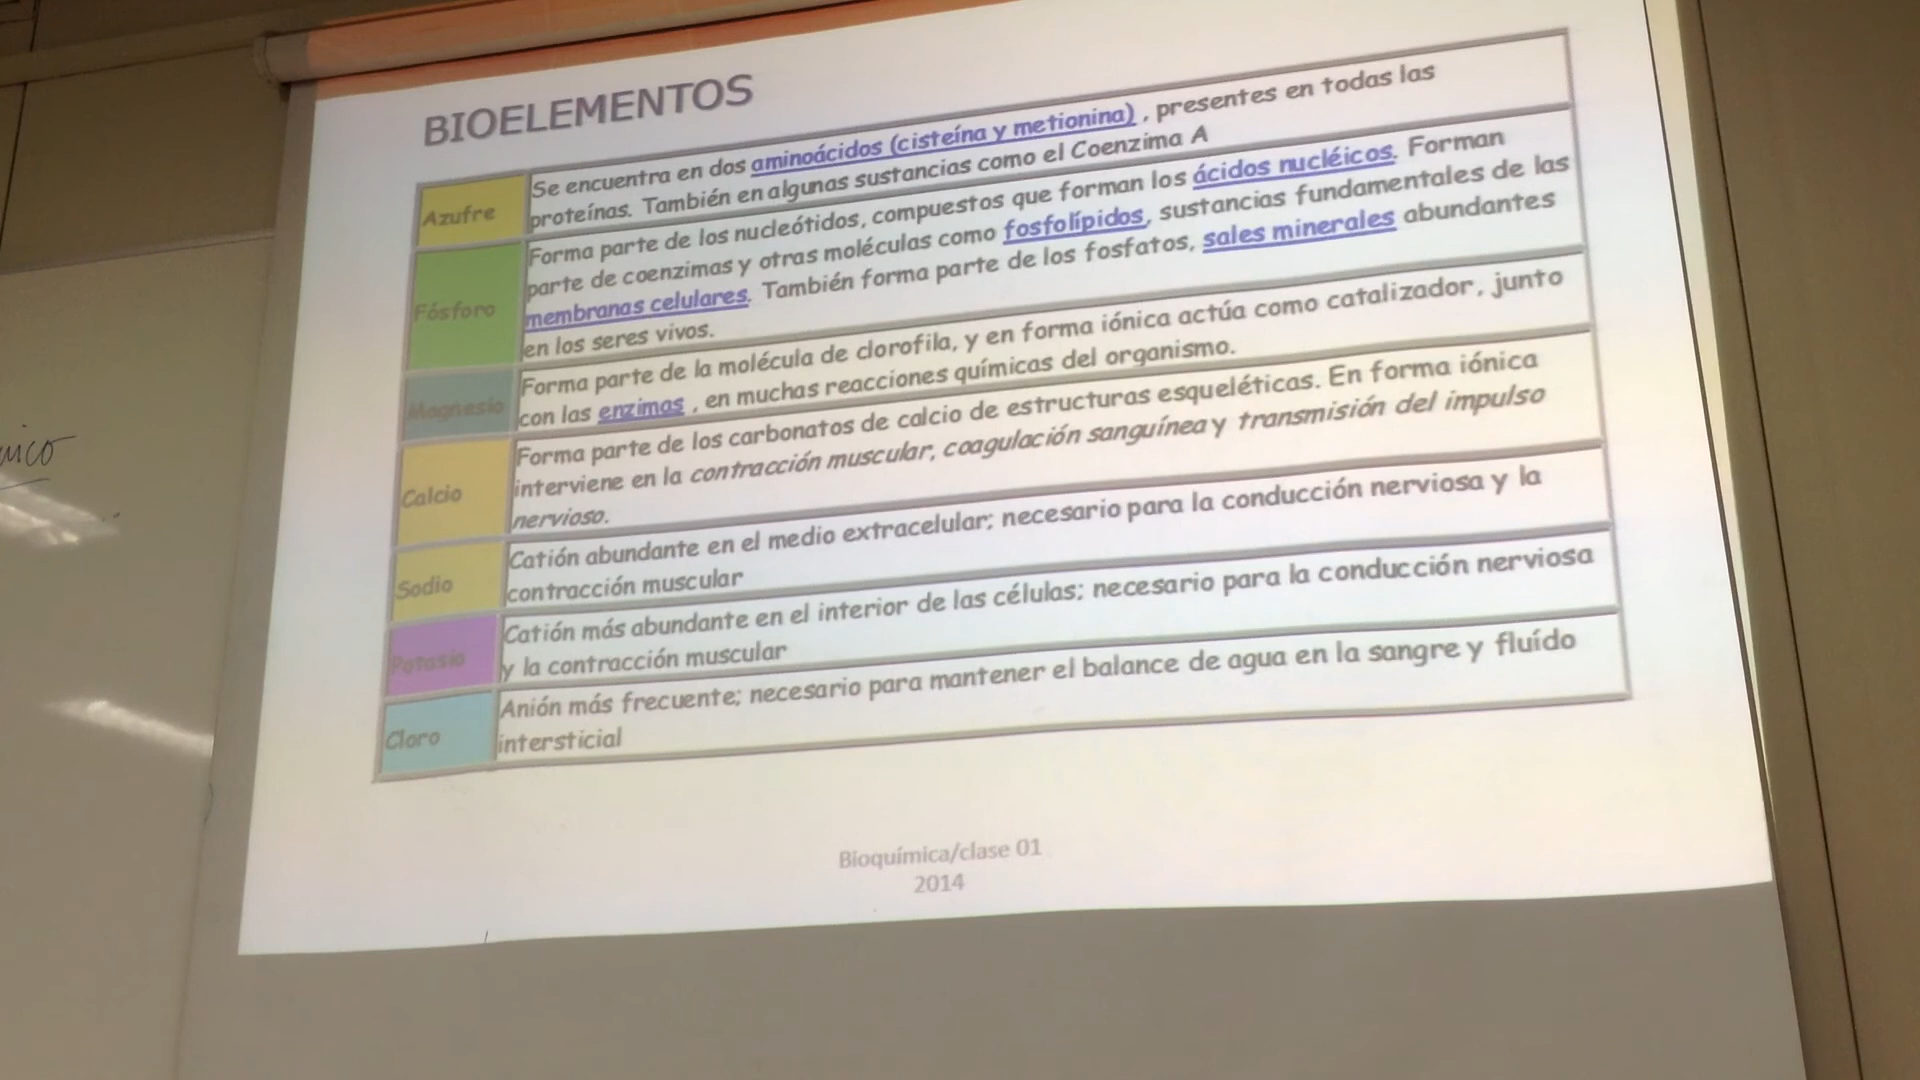 BIOELEMENTOS
Azufre
Se encuentra en dos aminoácidos (cisteína y metionina) , presentes en todas las
proteínas. También en algunas sustancias como el Coenzima A
Fósforo
Forma parte de los nucleótidos, compuestos que forman los ácidos nucléicos. Forman
parte de coenzimas y otras moléculas como fosfolípidos, sustancias fundamentales de las
membranas celulares. También forma parte de los fosfatos, sales minerales abundantes
en los seres vivos.
Magnesio
Forma parte de la molécula de clorofila, y en forma iónica actúa como catalizador, junto
con las enzimas , en muchas reacciones químicas del organismo.
Calcio
Forma parte de los carbonatos de calcio de estructuras esqueléticas. En forma iónica
interviene en la contracción muscular, coagulación sanguínea y transmisión del impulso
nervioso.
Sodio
Catión abundante en el medio extracelular; necesario para la conducción nerviosa y la
contracción muscular
Potasio
Catión más abundante en el interior de las células; necesario para la conducción nerviosa
y la contracción muscular
Cloro
Anión más frecuente; necesario para mantener el balance de agua en la sangre y fluído
intersticial
Bioquímica/clase 01
2014